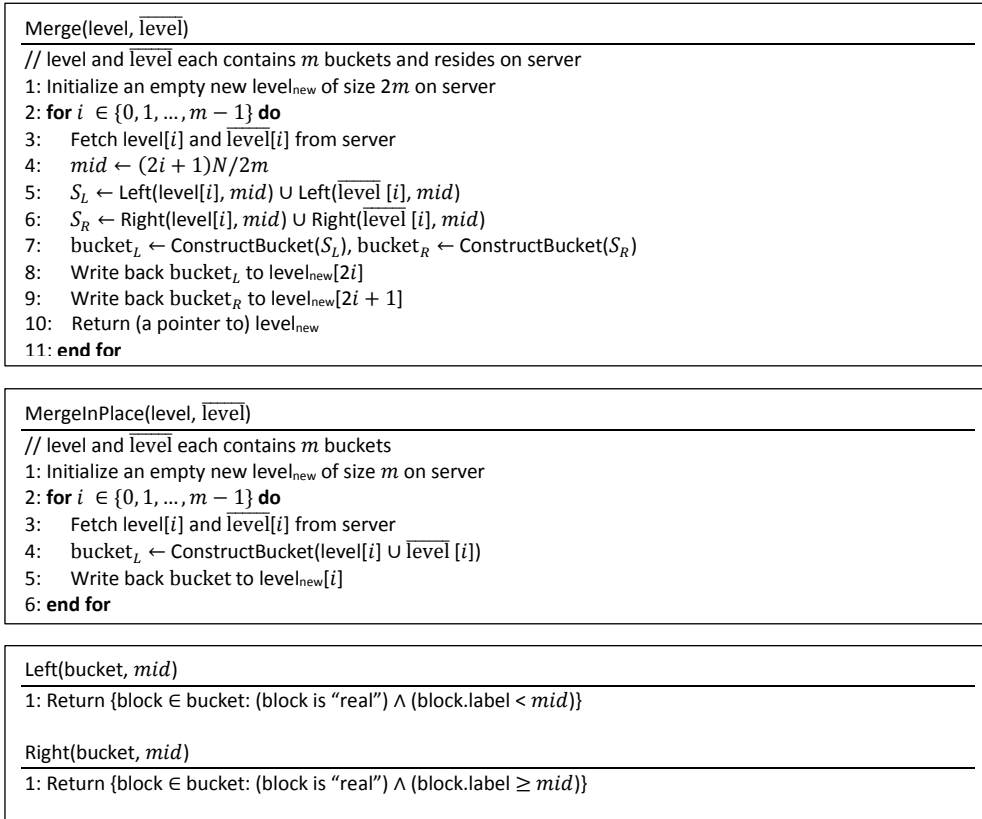 Merge(level, l̅e̅v̅e̅l̅)
// level and l̅e̅v̅e̅l̅ each contains 𝑚 buckets and resides on server
1: Initialize an empty new levelₙₑw of size 2𝑚 on server
2: for 𝑖 ∈ {0, 1, … , 𝑚 − 1} do
3: Fetch level[𝑖] and l̅e̅v̅e̅l̅[𝑖] from server
4: 𝑚𝑖𝑑 ← (2𝑖 + 1)𝑁/2𝑚
5: 𝑆_𝐿 ← Left(level[𝑖], 𝑚𝑖𝑑) ∪ Left(l̅e̅v̅e̅l̅ [𝑖], 𝑚𝑖𝑑)
6: 𝑆_𝑅 ← Right(level[𝑖], 𝑚𝑖𝑑) ∪ Right(l̅e̅v̅e̅l̅ [𝑖], 𝑚𝑖𝑑)
7: bucket_𝐿 ← ConstructBucket(𝑆_𝐿), bucket_𝑅 ← ConstructBucket(𝑆_𝑅)
8: Write back bucket_𝐿 to levelₙₑw[2𝑖]
9: Write back bucket_𝑅 to levelₙₑw[2𝑖 + 1]
10: Return (a pointer to) levelₙₑw
11: end for
MergeInPlace(level, l̅e̅v̅e̅l̅)
// level and l̅e̅v̅e̅l̅ each contains 𝑚 buckets
1: Initialize an empty new levelₙₑw of size 𝑚 on server
2: for 𝑖 ∈ {0, 1, … , 𝑚 − 1} do
3: Fetch level[𝑖] and l̅e̅v̅e̅l̅[𝑖] from server
4: bucket_𝐿 ← ConstructBucket(level[𝑖] ∪ l̅e̅v̅e̅l̅ [𝑖])
5: Write back bucket to levelₙₑw[𝑖]
6: end for
Left(bucket, 𝑚𝑖𝑑)
1: Return {block ∈ bucket: (block is “real”) ∧ (block.label < 𝑚𝑖𝑑)}
Right(bucket, 𝑚𝑖𝑑)
1: Return {block ∈ bucket: (block is “real”) ∧ (block.label ≥ 𝑚𝑖𝑑)}